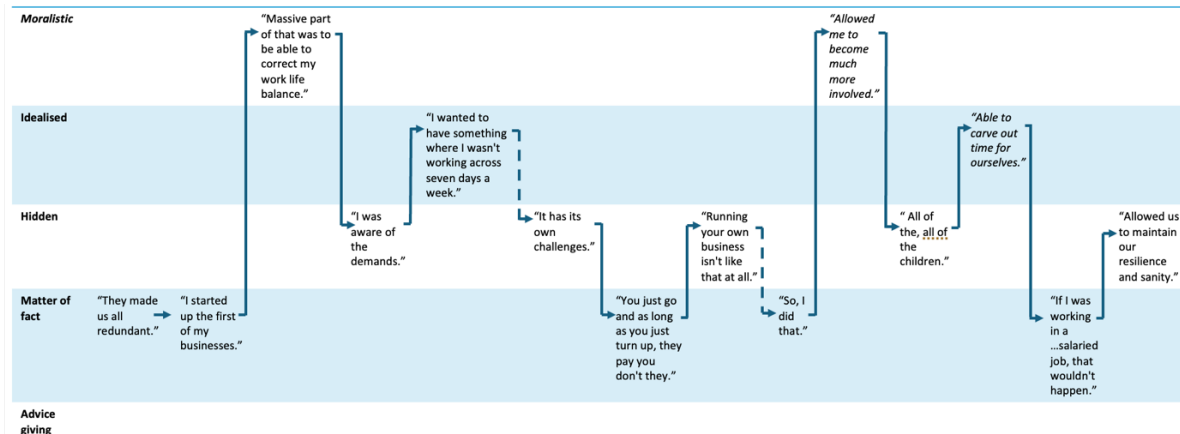 Moralistic
“Massive part
of that was to
be able to
correct my
work life
balance.”
“Allowed
me to
become
much
more
involved.”
Idealised
“I wanted to
have something
where I wasn't
working across
seven days a
week.”
“Able to
carve out
time for
ourselves.”
Hidden
“I was
aware of
the
demands.”
“It has its
own
challenges.”
“Running
your own
business
isn't like
that at all.”
“ All of
the, all of
the
children.”
“Allowed us
to maintain
our
resilience
and sanity.”
Matter of
fact
“They made
us all
redundant.”
“I started
up the first
of my
businesses.”
“You just go
and as long
as you just
turn up, they
pay you
don't they.”
“So, I
did
that.”
“If I was
working
in a
...salaried
job, that
wouldn't
happen.”
Advice
giving